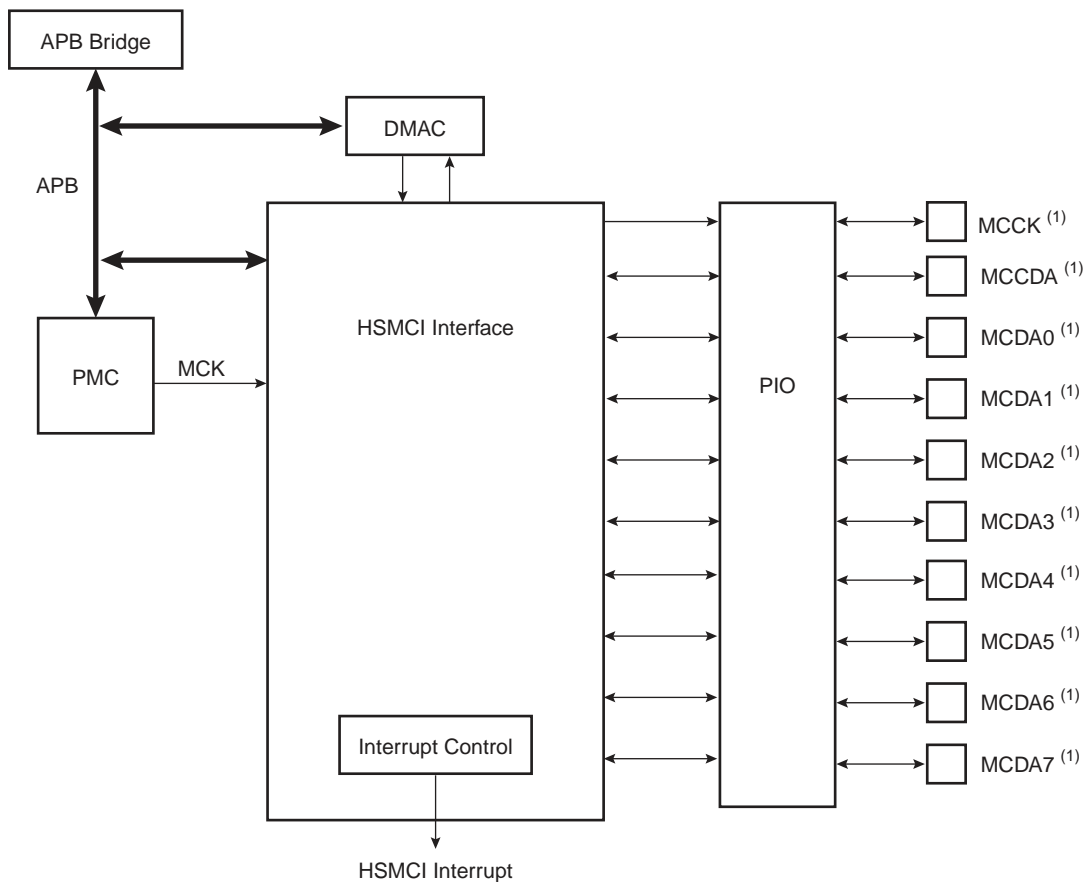 APB Bridge
DMAC
APB
MCCK (1)
MCCDA (1)
HSMCI Interface
MCDA0 (1)
PMC
MCK
PIO
MCDA1 (1)
MCDA2 (1)
MCDA3 (1)
MCDA4 (1)
MCDA5 (1)
MCDA6 (1)
Interrupt Control
MCDA7 (1)
HSMCI Interrupt